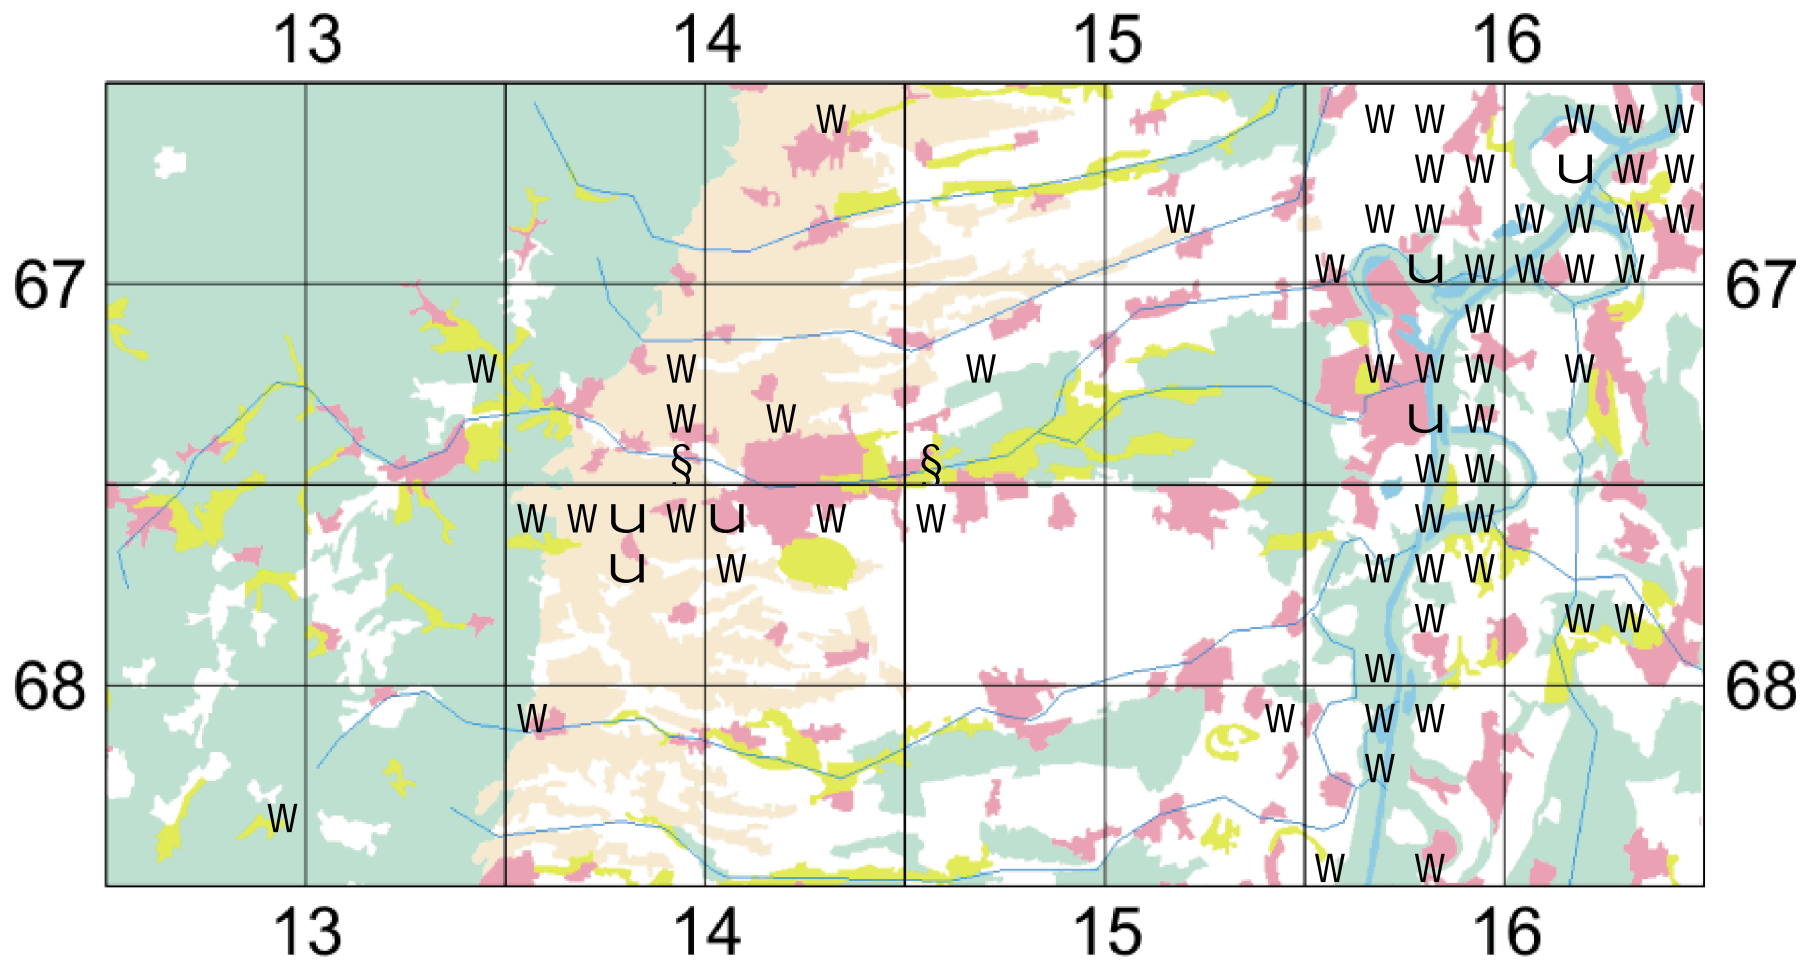 13 14 15 16
W W W W W W
W W u W W
W W W W W W W
67 W u W W W W 67
W
W W W W W W W
W W u W
§ § W W
W W u W u W W W W
u W W W W
W W W
68 W 68
W W W W
W
W
W W
13 14 15 16